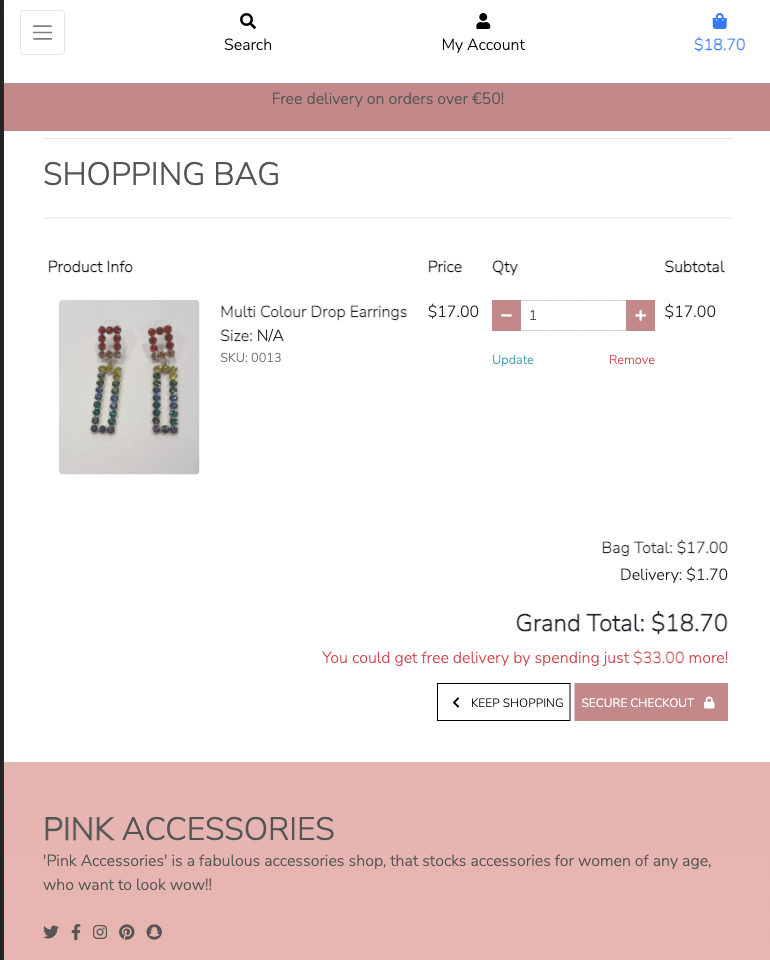 Search
My Account
$18.70
Free delivery on orders over €50!
SHOPPING BAG
Product Info
Price
Qty
Subtotal
Multi Colour Drop Earrings
$17.00
1
$17.00
Size: N/A
SKU: 0013
Update
Remove
Bag Total: $17.00
Delivery: $1.70
Grand Total: $18.70
You could get free delivery by spending just $33.00 more!
KEEP SHOPPING
SECURE CHECKOUT
PINK ACCESSORIES
'Pink Accessories' is a fabulous accessories shop, that stocks accessories for women of any age,
who want to look wow!!